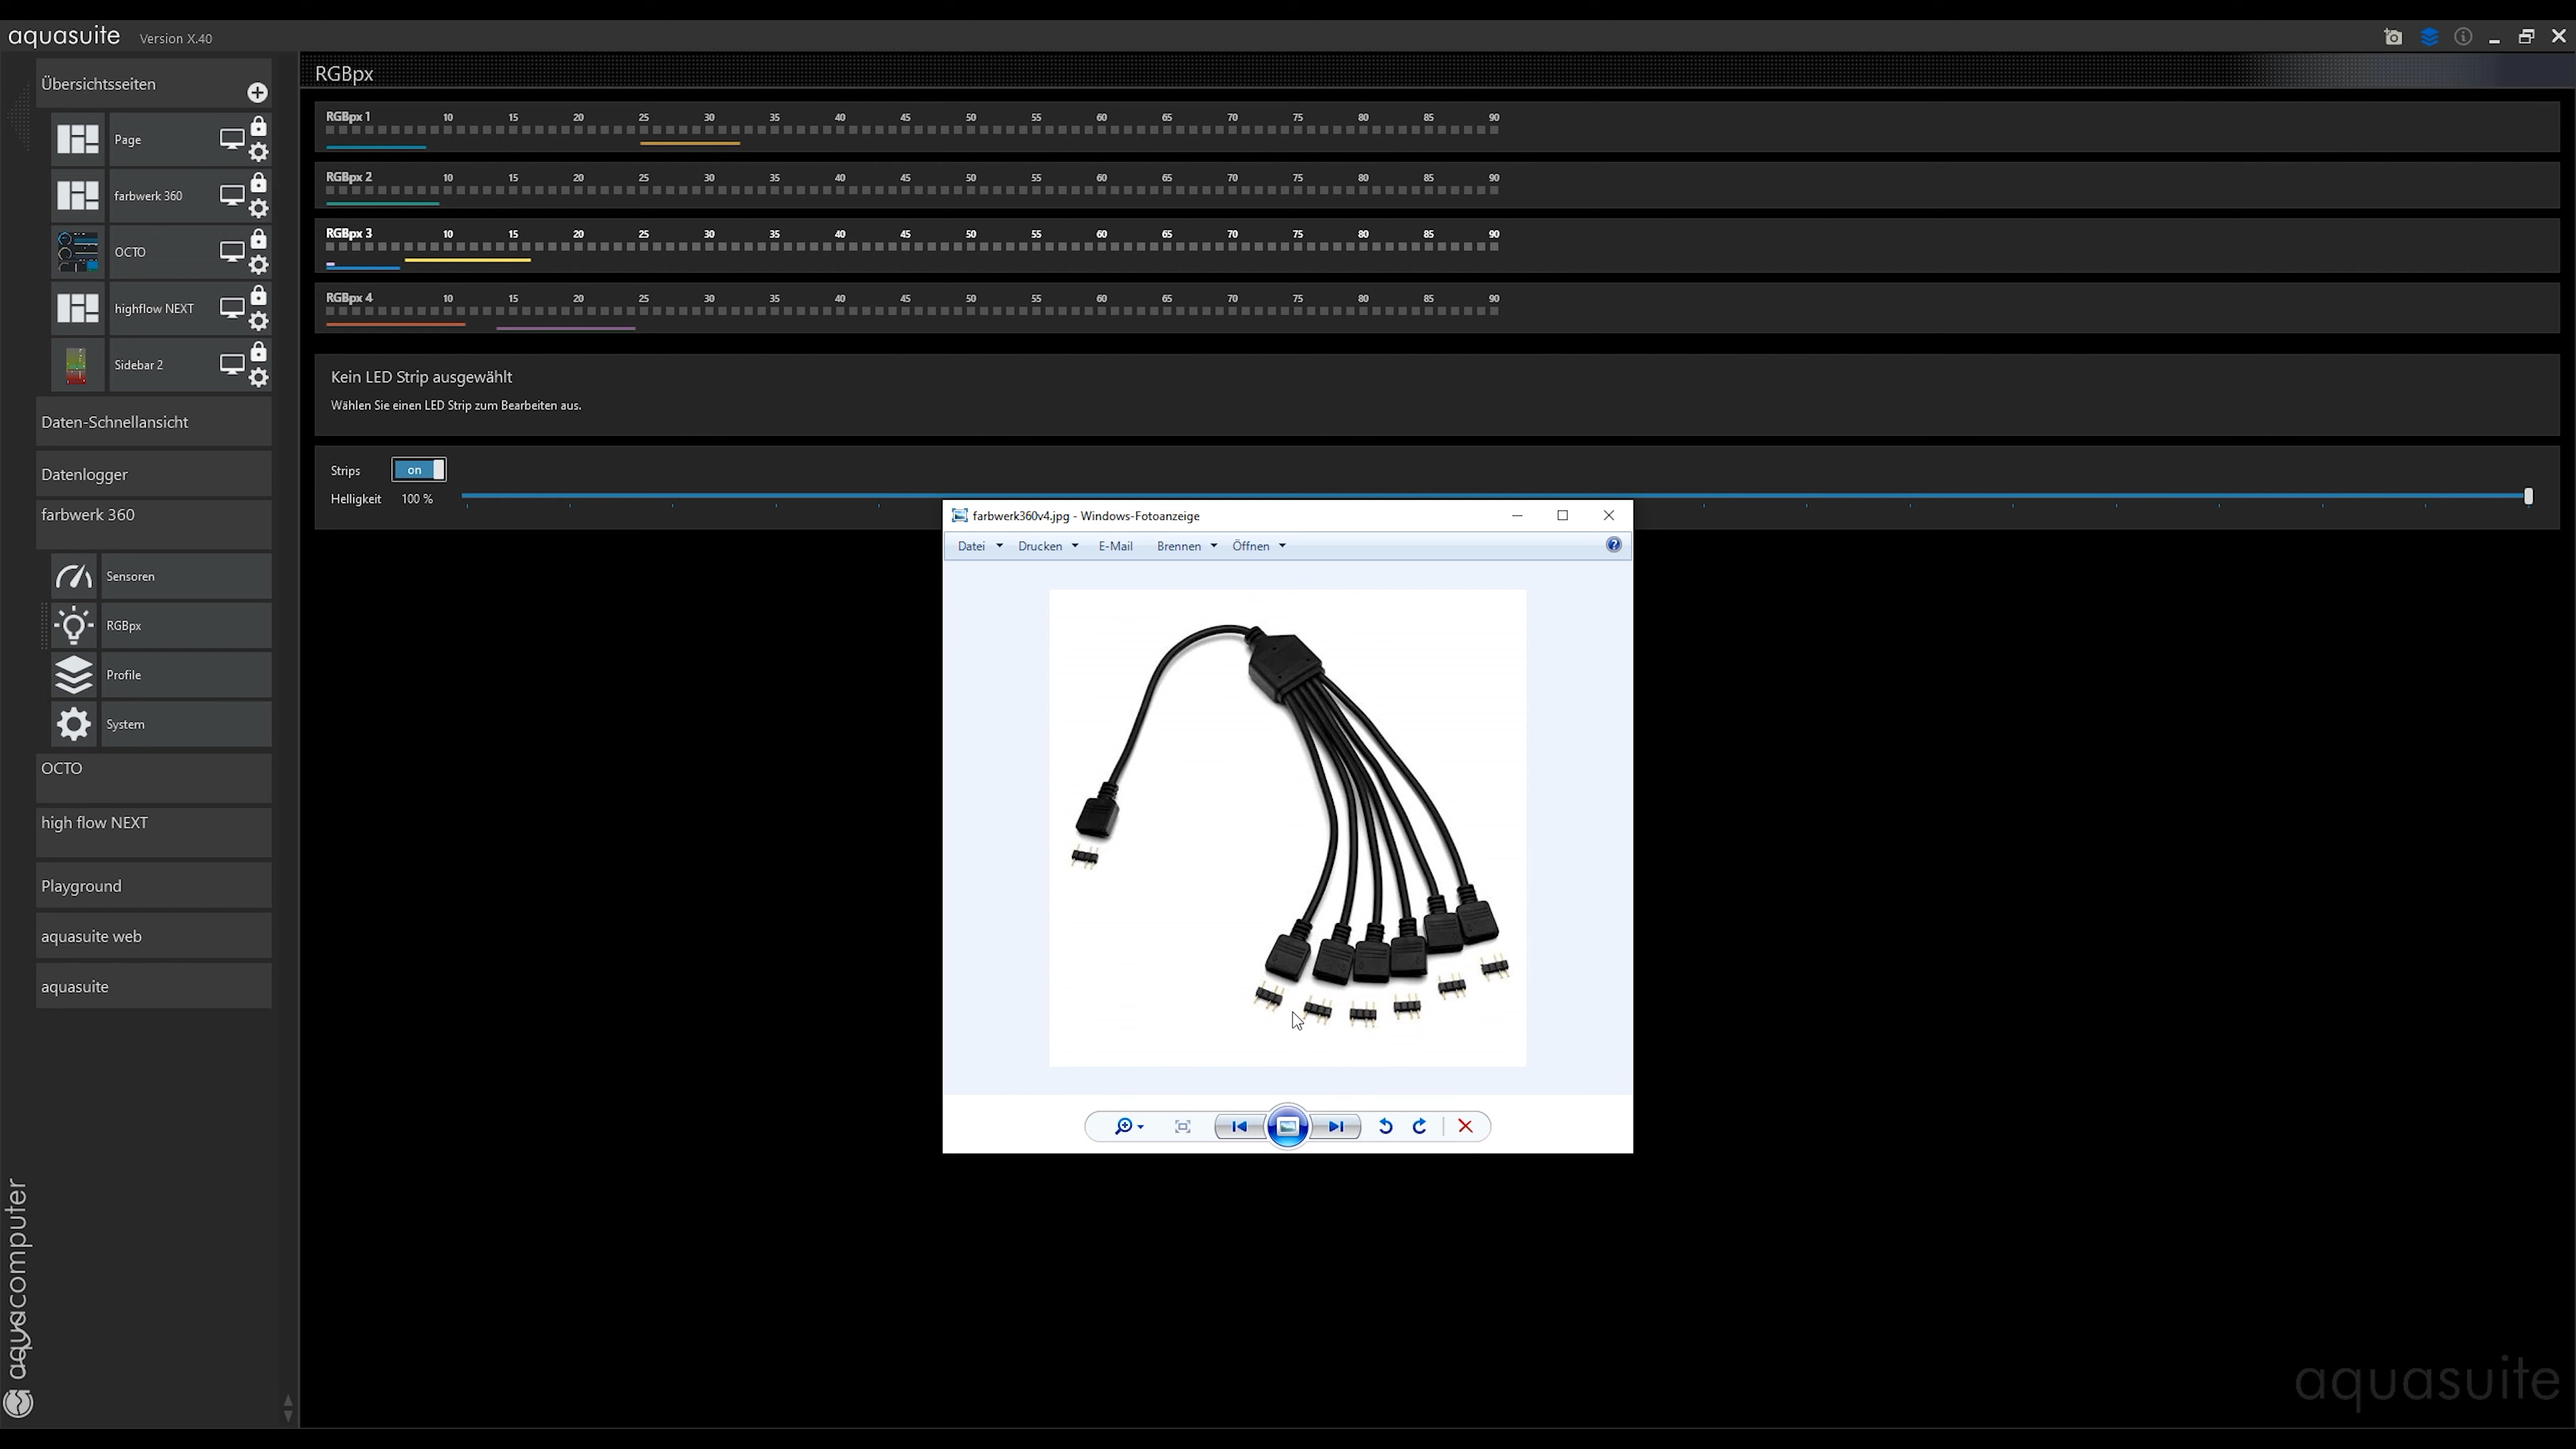 aquasuite Version X.40
Übersichtsseiten
Page
farbwerk 360
OCTO
highflow NEXT
Sidebar 2
Daten-Schnellansicht
Datenlogger
farbwerk 360
Sensoren
RGBpx
Profile
System
OCTO
high flow NEXT
Playground
aquasuite web
aquasuite
aquacomputer
RGBpx
RGBpx 1 10 15 20 25 30 35 40 45 50 55 60 65 70 75 80 85 90
RGBpx 2 10 15 20 25 30 35 40 45 50 55 60 65 70 75 80 85 90
RGBpx 3 10 15 20 25 30 35 40 45 50 55 60 65 70 75 80 85 90
RGBpx 4 10 15 20 25 30 35 40 45 50 55 60 65 70 75 80 85 90
Kein LED Strip ausgewählt
Wählen Sie einen LED Strip zum Bearbeiten aus.
Strips on
Helligkeit 100 %
farbwerk360v4.jpg - Windows-Fotoanzeige
Datei Drucken E-Mail Brennen Öffnen
aquasuite